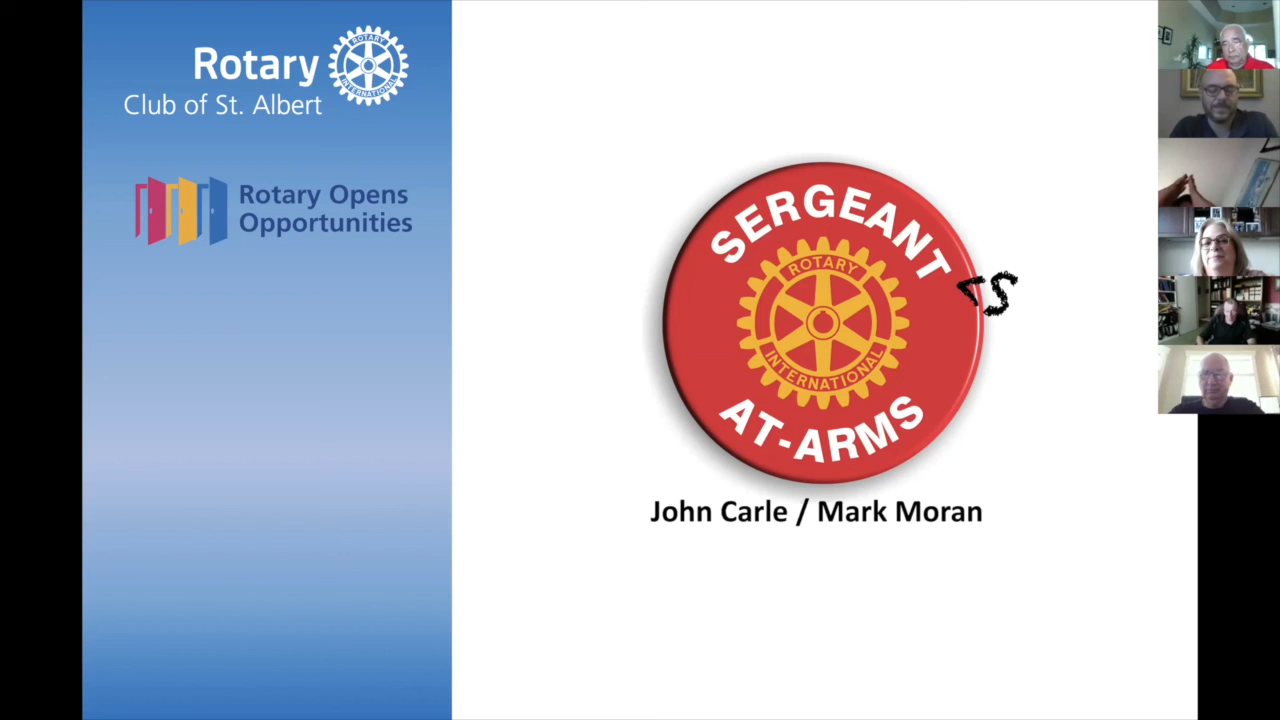 Rotary
ROTARY
INTERNATIONAL
Club of St. Albert
Rotary Opens
Opportunities
SERGEANT
<S
ROTARY
INTERNATIONAL
AT-ARMS
John Carle / Mark Moran